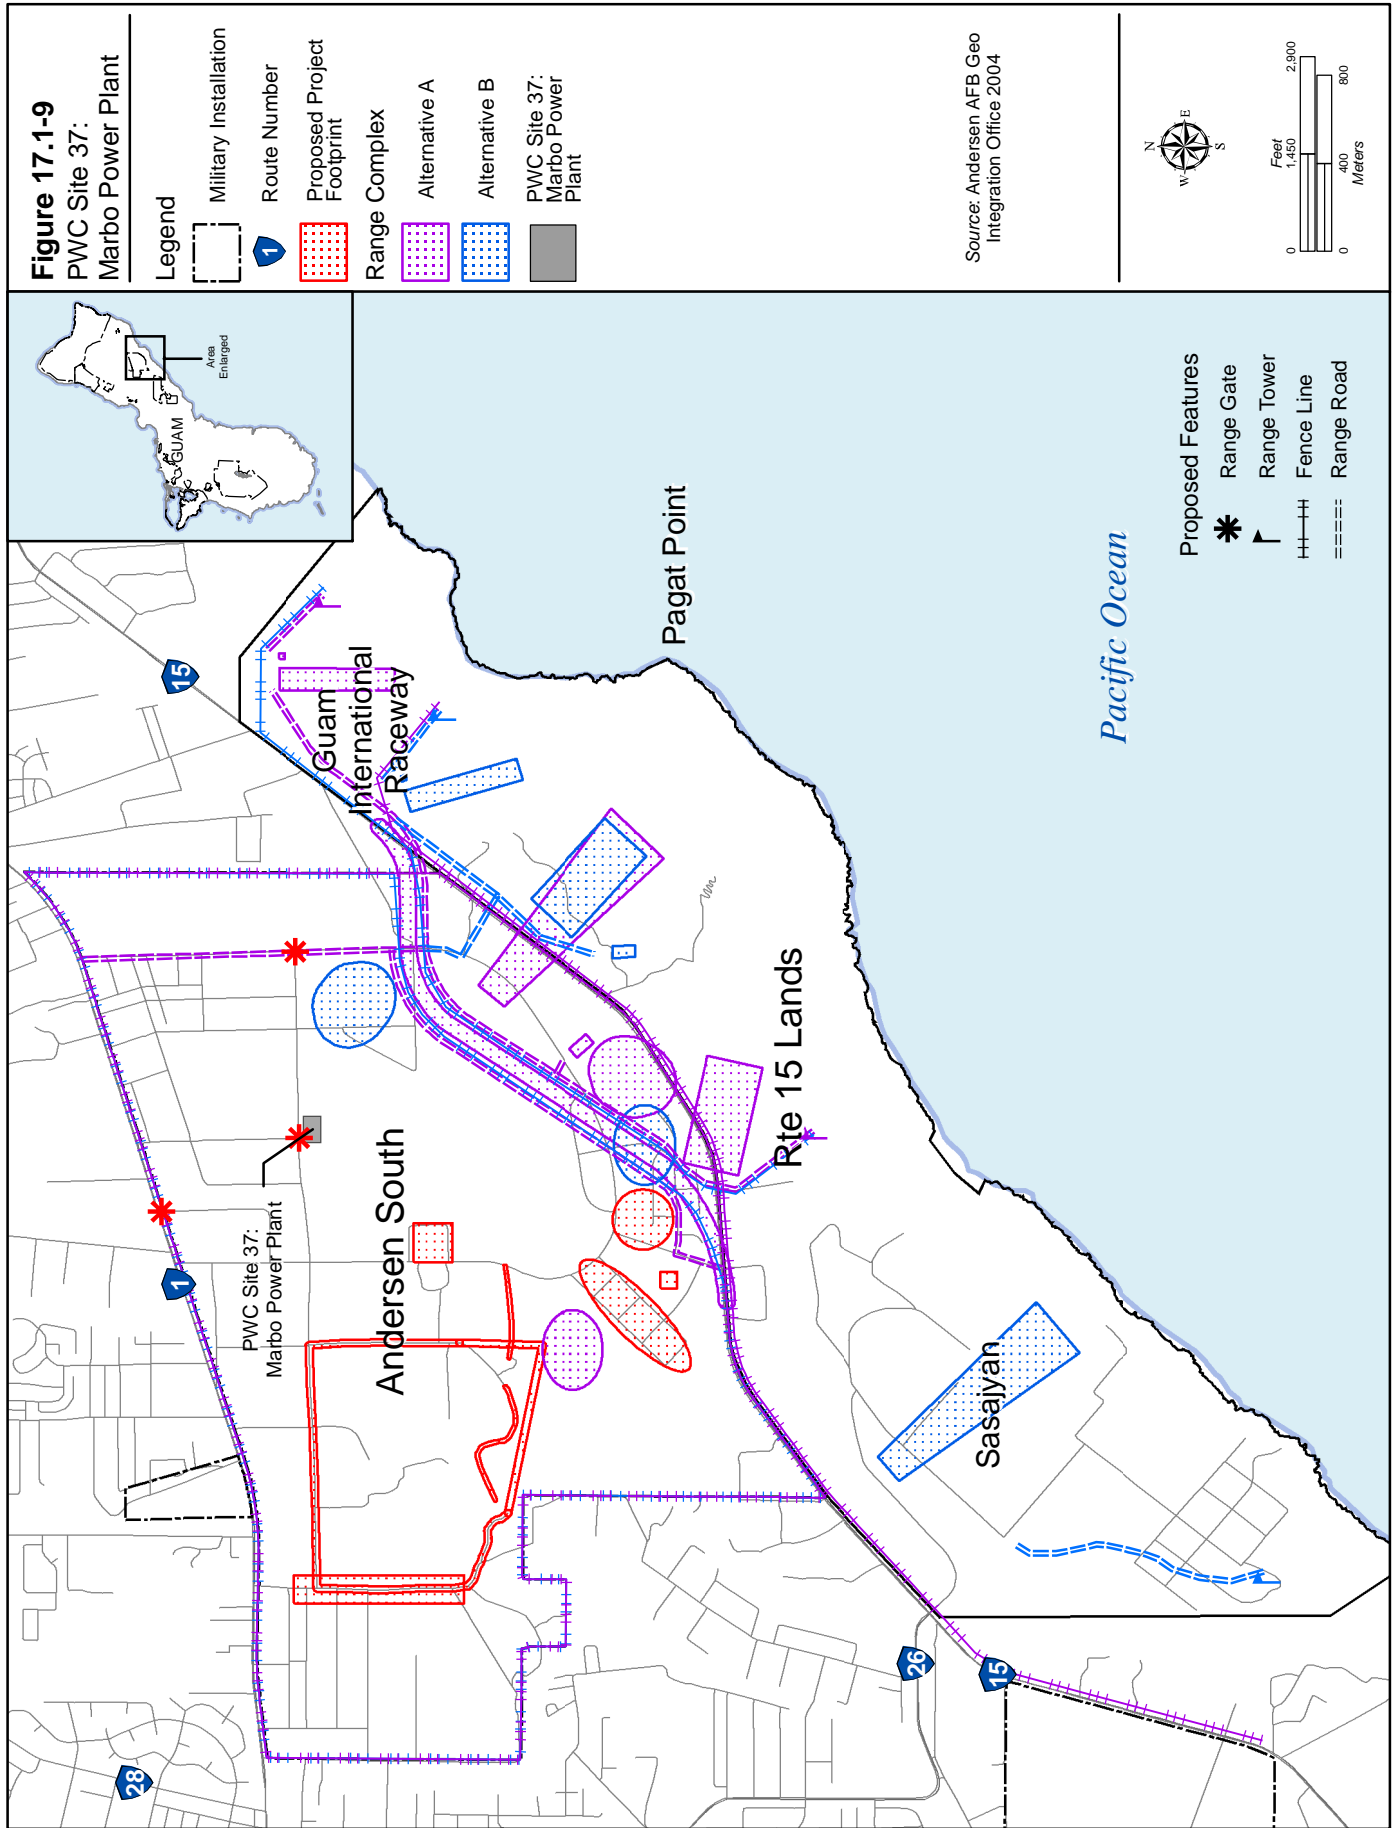 Figure 17.1-9
PWC Site 37:
Marbo Power Plant
Legend
Military Installation
1
Route Number
Proposed Project
Footprint
Range Complex
Alternative A
Alternative B
PWC Site 37:
Marbo Power
Plant
Source: Andersen AFB Geo
Integration Office 2004
N
W
E
S
Feet
0
1,450
2,900
0
400
800
Meters
GUAM
Area
Enlarged
28
1
15
26
15
PWC Site 37:
Marbo Power Plant
Andersen South
Guam
International
Raceway
Pagat Point
Rte 15 Lands
Sasajyan
Pacific Ocean
Proposed Features
Range Gate
Range Tower
Fence Line
Range Road